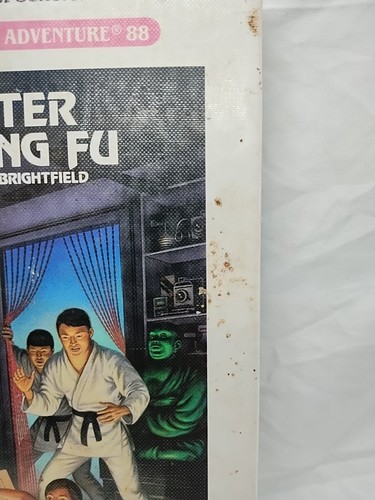 ADVENTURE® 88
TER
NG FU
BRIGHTFIELD